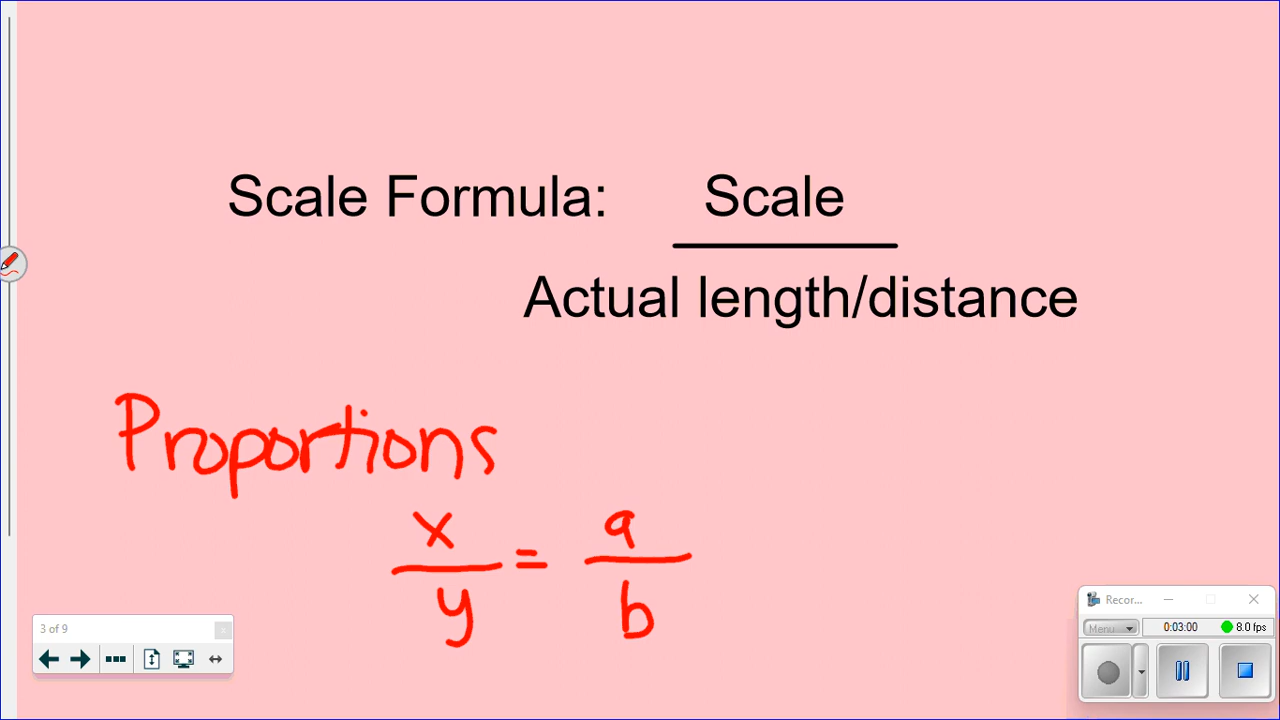 Scale Formula: Scale
Actual length/distance
Proportions
x/y = a/b
3 of 9
Recor...
Menu
0:03:00 8.0 fps